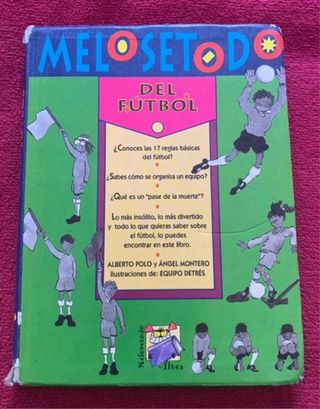 MELOSETODO
DEL
FÚTBOL
¿Conoces las 17 reglas básicas
del fútbol?
¿Sabes cómo se organiza un equipo?
¿Qué es un "pase de la muerte"?
Lo más insólito, lo más divertido
y todo lo que quieras saber sobre
el fútbol, lo puedes
encontrar en este libro.
ALBERTO POLO y ÁNGEL MONTERO
Ilustraciones de: EQUIPO DETRÉS
Melosetodo